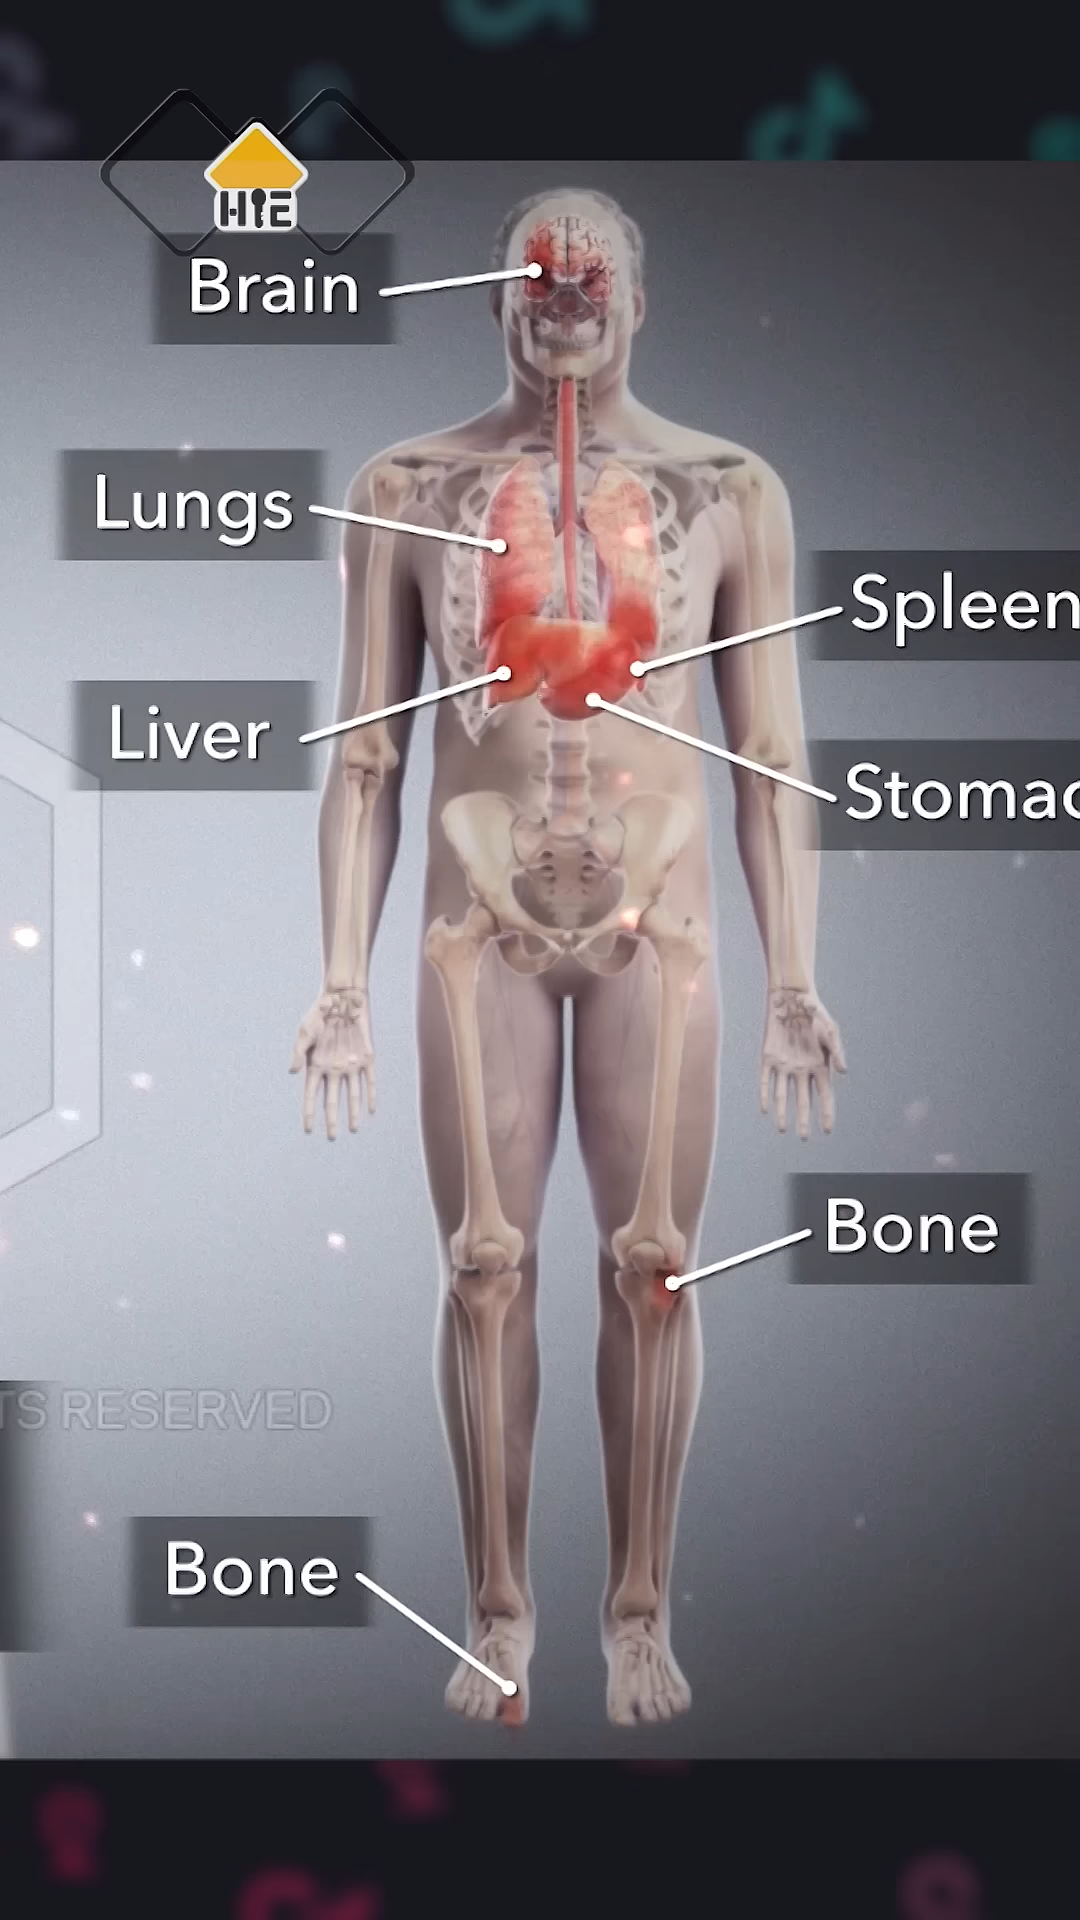 HE
Brain
Lungs
Spleen
Liver
Stomac
Bone
TS RESERVED
Bone